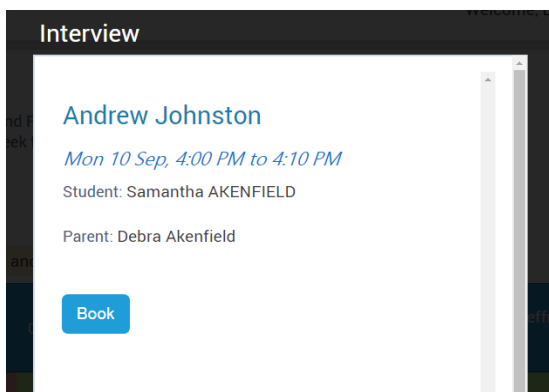 Welcome,
Interview
Andrew Johnston
Mon 10 Sep, 4:00 PM to 4:10 PM
Student: Samantha AKENFIELD
Parent: Debra Akenfield
Book